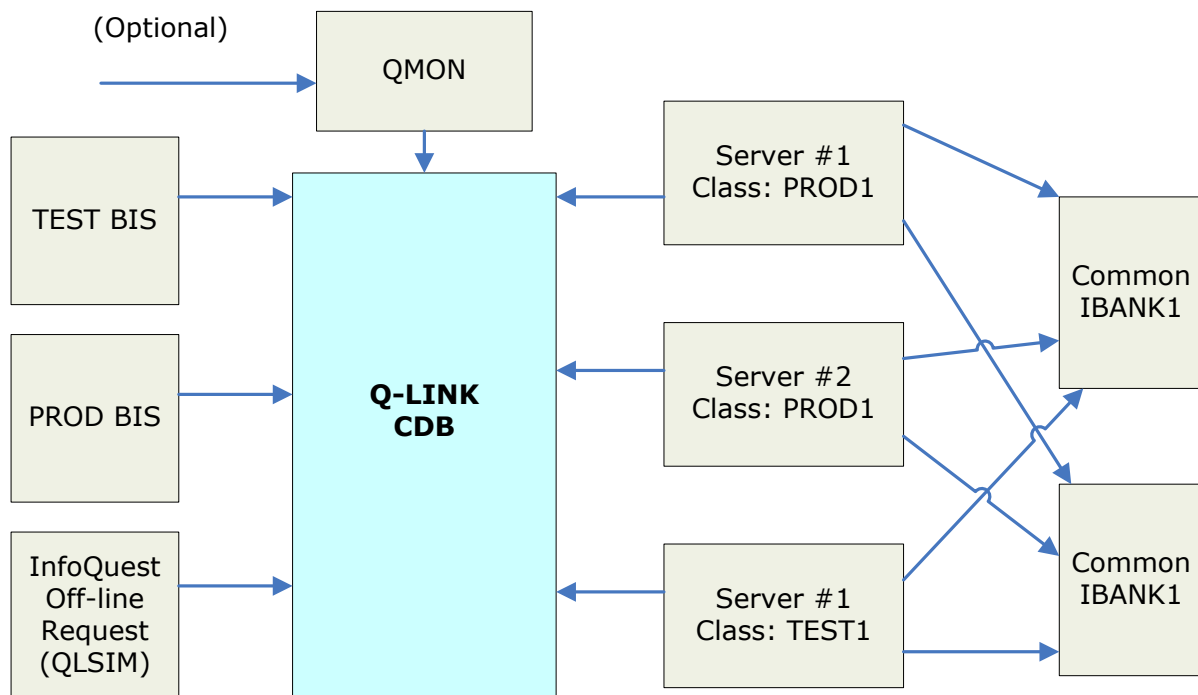 (Optional)
QMON
TEST BIS
PROD BIS
InfoQuest
Off-line
Request
(QLSIM)
Q-LINK
CDB
Server #1
Class: PROD1
Server #2
Class: PROD1
Server #1
Class: TEST1
Common
IBANK1
Common
IBANK1